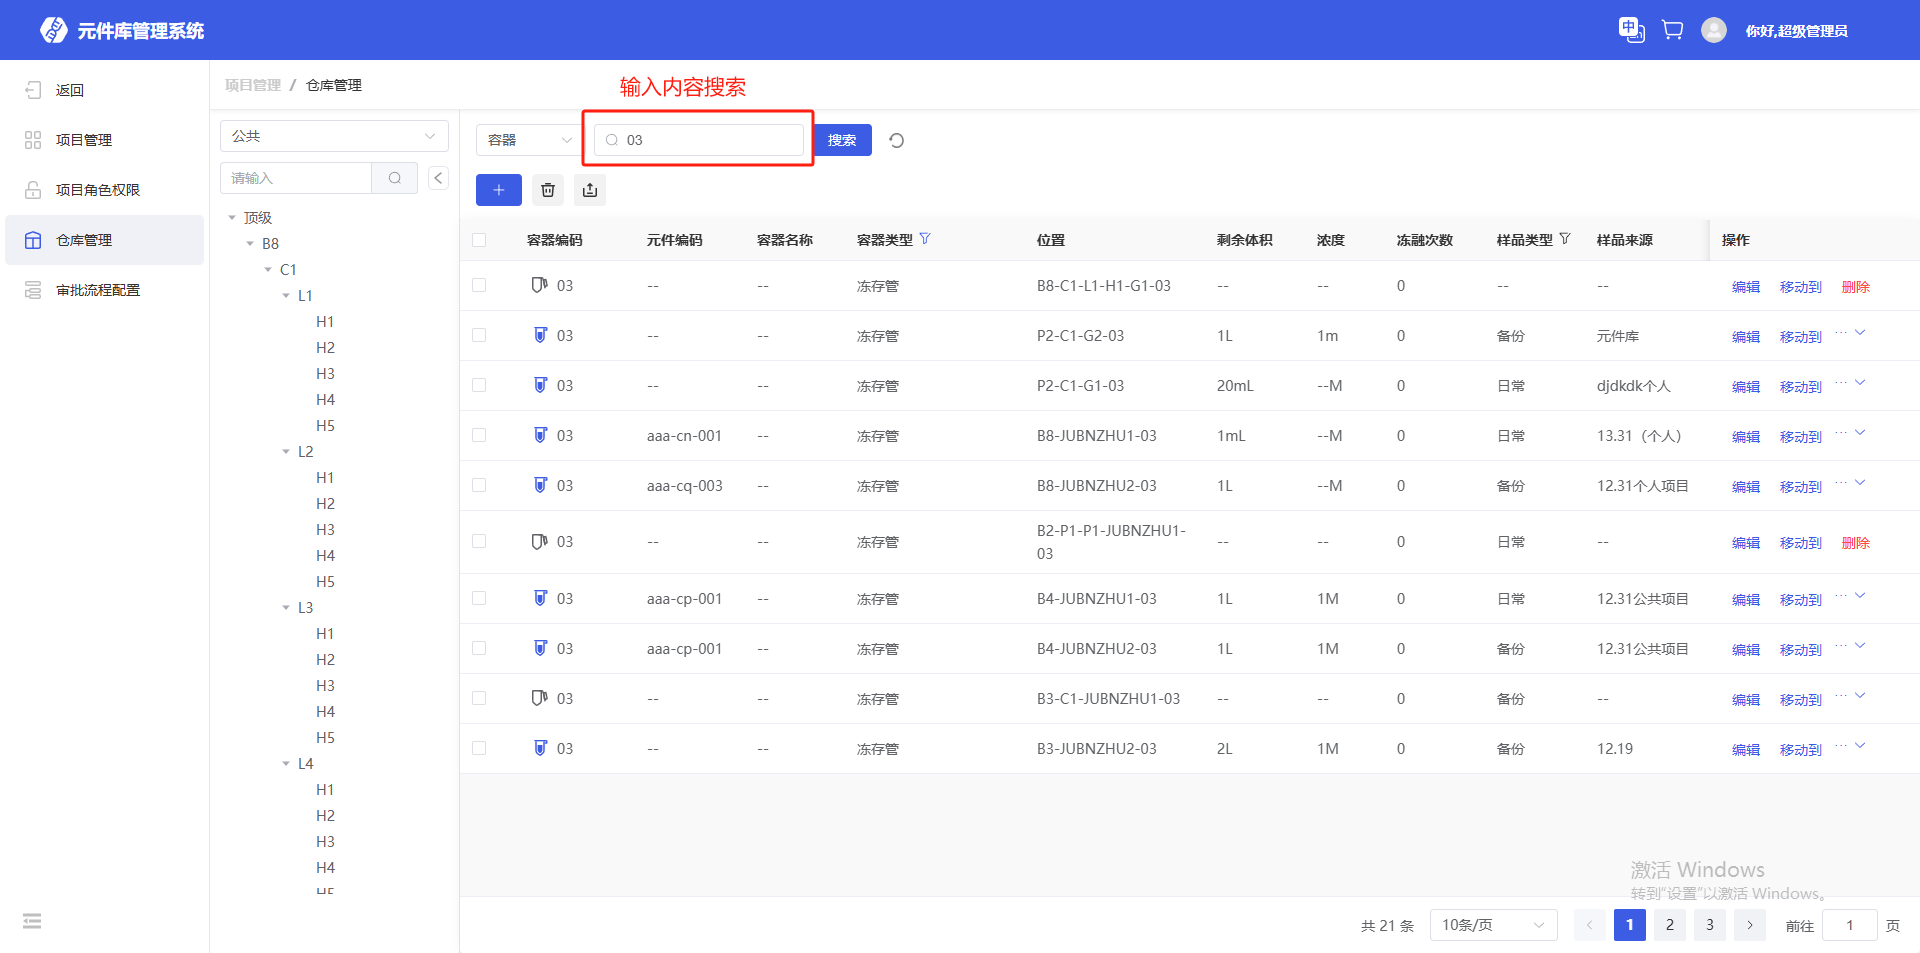 元件库管理系统
中
你好,超级管理员
返回
项目管理
项目角色权限
仓库管理
审批流程配置
项目管理 / 仓库管理
输入内容搜索
公共
请输入
顶级
B8
C1
L1
H1
H2
H3
H4
H5
L2
H1
H2
H3
H4
H5
L3
H1
H2
H3
H4
H5
L4
H1
H2
H3
H4
H5
容器 03 搜索
容器编码 元件编码 容器名称 容器类型 位置 剩余体积 浓度 冻融次数 样品类型 样品来源 操作
03 -- -- 冻存管 B8-C1-L1-H1-G1-03 -- -- 0 -- -- 编辑 移动到 删除
03 -- -- 冻存管 P2-C1-G2-03 1L 1m 0 备份 元件库 编辑 移动到 ...
03 -- -- 冻存管 P2-C1-G1-03 20mL --M 0 日常 djdkdk个人 编辑 移动到 ...
03 aaa-cn-001 -- 冻存管 B8-JUBNZHU1-03 1mL --M 0 日常 13.31（个人） 编辑 移动到 ...
03 aaa-cq-003 -- 冻存管 B8-JUBNZHU2-03 1L --M 0 备份 12.31个人项目 编辑 移动到 ...
03 -- -- 冻存管 B2-P1-P1-JUBNZHU1-
03 -- -- 0 日常 -- 编辑 移动到 删除
03 aaa-cp-001 -- 冻存管 B4-JUBNZHU1-03 1L 1M 0 日常 12.31公共项目 编辑 移动到 ...
03 aaa-cp-001 -- 冻存管 B4-JUBNZHU2-03 1L 1M 0 备份 12.31公共项目 编辑 移动到 ...
03 -- -- 冻存管 B3-C1-JUBNZHU1-03 -- -- 0 备份 -- 编辑 移动到 ...
03 -- -- 冻存管 B3-JUBNZHU2-03 2L 1M 0 备份 12.19 编辑 移动到 ...
激活 Windows
转到"设置"以激活 Windows。
共 21 条 10条/页 < 1 2 3 > 前往 1 页